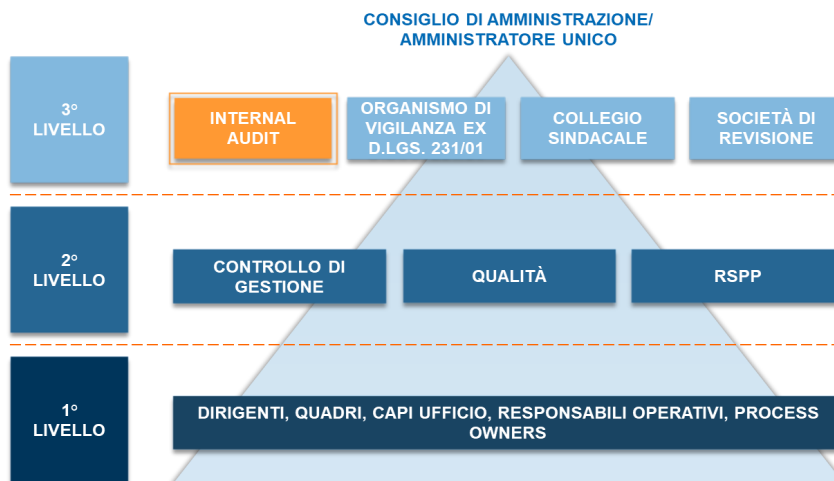 CONSIGLIO DI AMMINISTRAZIONE/
AMMINISTRATORE UNICO
3°
LIVELLO
INTERNAL
AUDIT
ORGANISMO DI
VIGILANZA EX
D.LGS. 231/01
COLLEGIO
SINDACALE
SOCIETÀ DI
REVISIONE
2°
LIVELLO
CONTROLLO DI
GESTIONE
QUALITÀ
RSPP
1°
LIVELLO
DIRIGENTI, QUADRI, CAPI UFFICIO, RESPONSABILI OPERATIVI, PROCESS
OWNERS